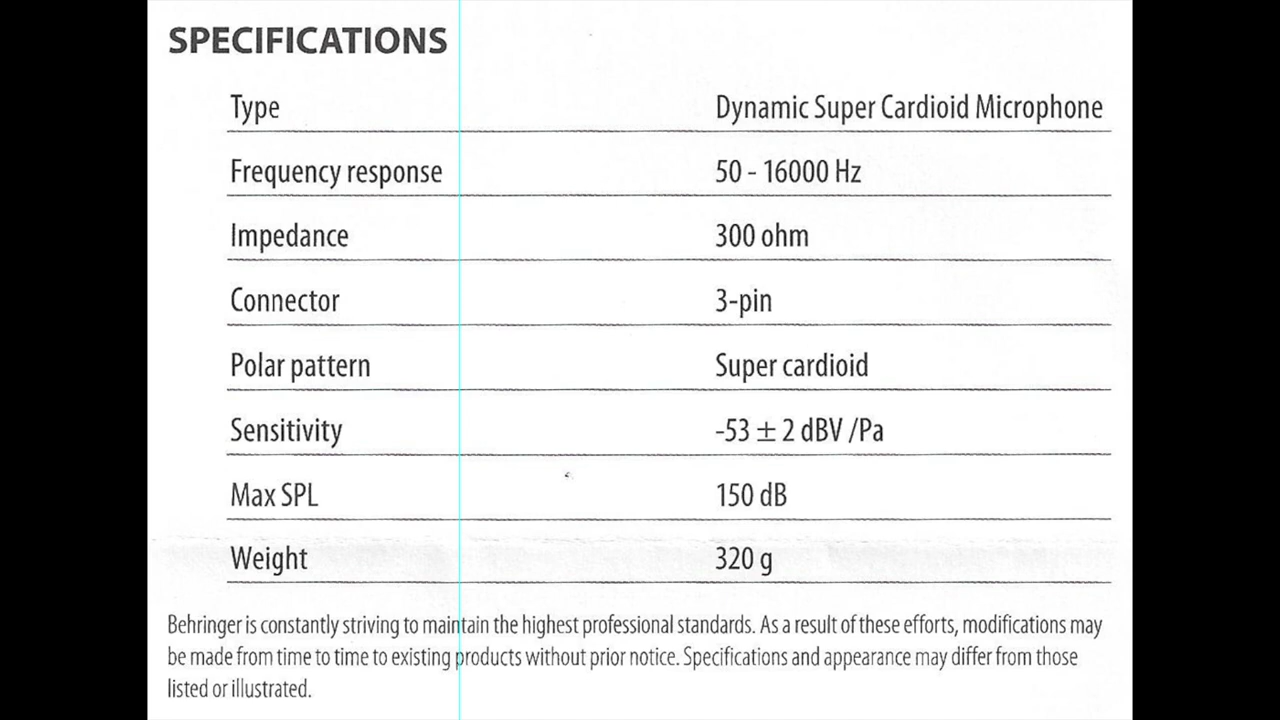 SPECIFICATIONS
Type Dynamic Super Cardioid Microphone
Frequency response 50 - 16000 Hz
Impedance 300 ohm
Connector 3-pin
Polar pattern Super cardioid
Sensitivity -53 ± 2 dBV /Pa
Max SPL 150 dB
Weight 320 g
Behringer is constantly striving to maintain the highest professional standards. As a result of these efforts, modifications may
be made from time to time to existing products without prior notice. Specifications and appearance may differ from those
listed or illustrated.